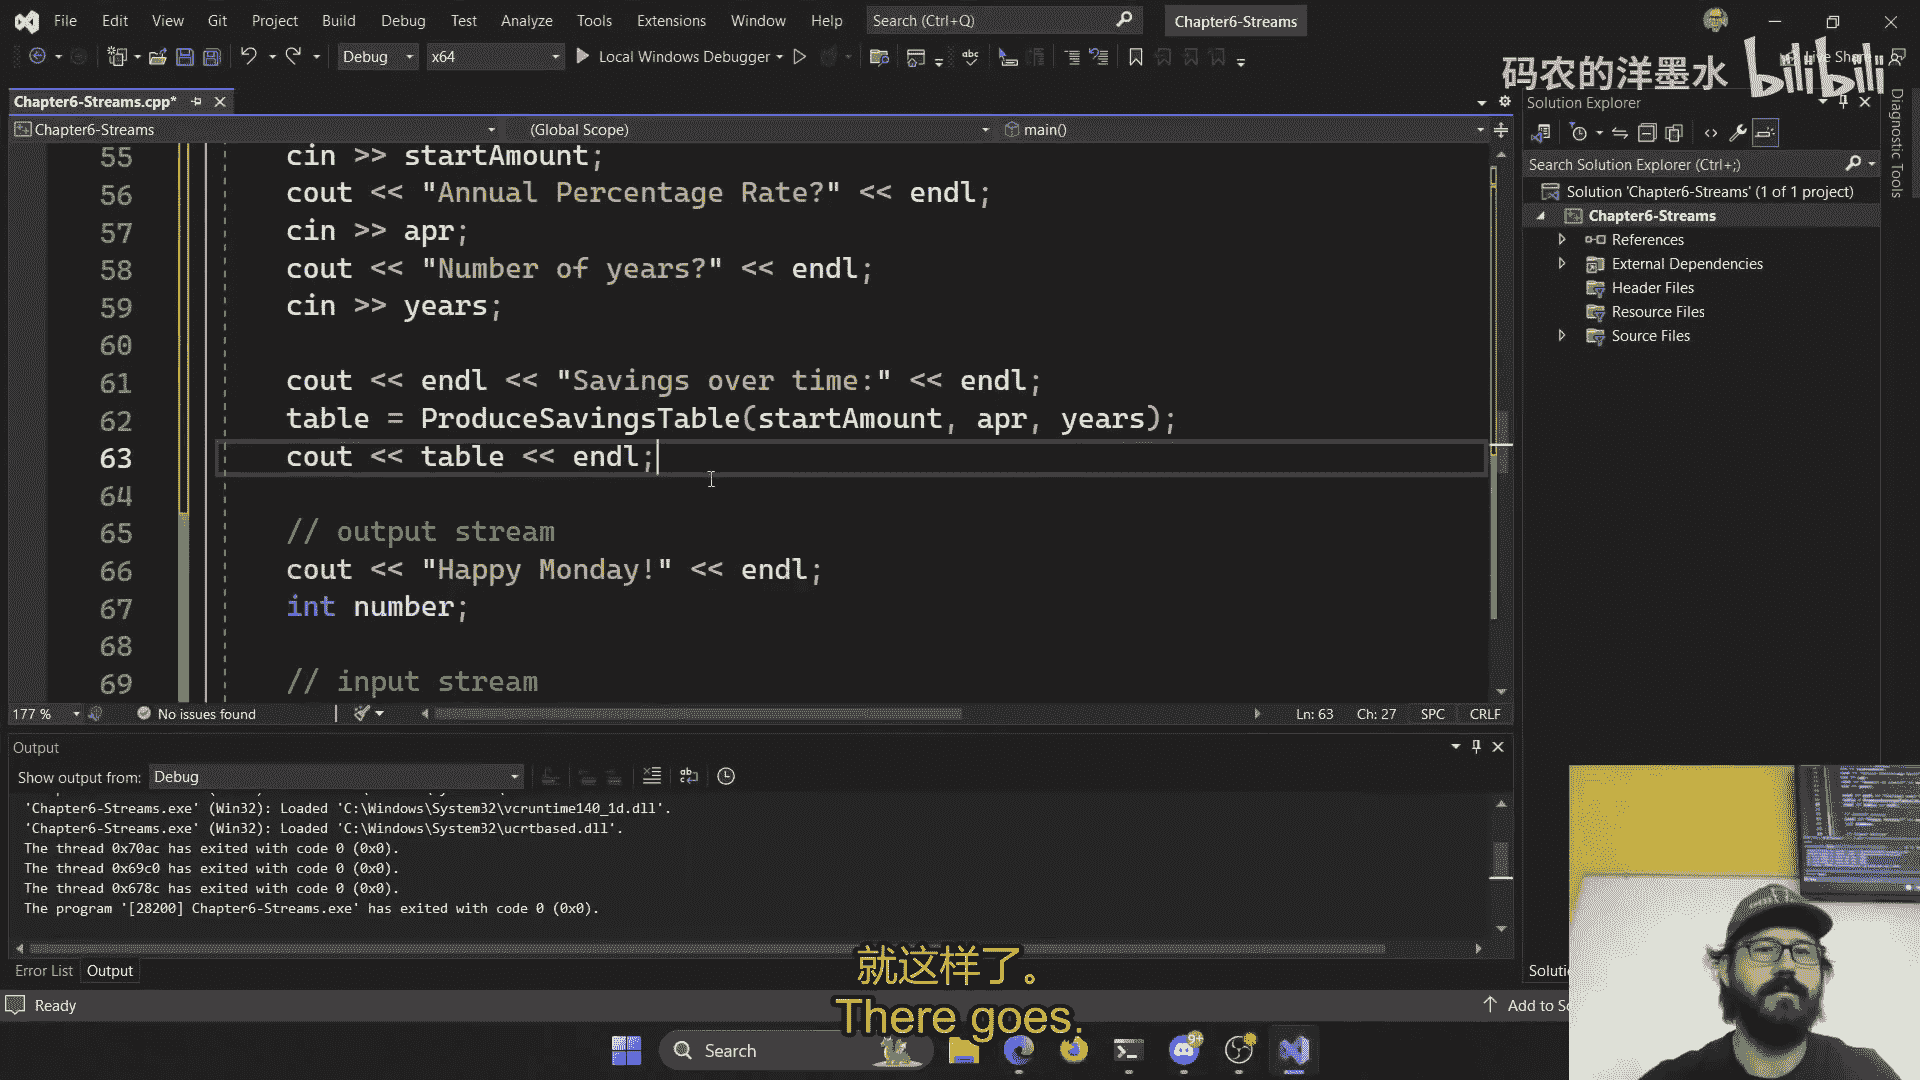 File Edit View Git Project Build Debug Test Analyze Tools Extensions Window Help Search (Ctrl+Q) Chapter6-Streams
Debug x64 Local Windows Debugger Live Share
码农的洋墨水 bilibili
Chapter6-Streams.cpp*
Chapter6-Streams (Global Scope) main()
55 cin >> startAmount;
56 cout << "Annual Percentage Rate?" << endl;
57 cin >> apr;
58 cout << "Number of years?" << endl;
59 cin >> years;
60
61 cout << endl << "Savings over time:" << endl;
62 table = ProduceSavingsTable(startAmount, apr, years);
63 cout << table << endl;
64
65 // output stream
66 cout << "Happy Monday!" << endl;
67 int number;
68
69 // input stream
177 % No issues found Ln: 63 Ch: 27 SPC CRLF
Output
Show output from: Debug
'Chapter6-Streams.exe' (Win32): Loaded 'C:\Windows\System32\vcruntime140_1d.dll'.
'Chapter6-Streams.exe' (Win32): Loaded 'C:\Windows\System32\ucrtbased.dll'.
The thread 0x70ac has exited with code 0 (0x0).
The thread 0x69c0 has exited with code 0 (0x0).
The thread 0x678c has exited with code 0 (0x0).
The program '[28200] Chapter6-Streams.exe' has exited with code 0 (0x0).
Error List Output
Ready
Solution Explorer
Search Solution Explorer (Ctrl+;)
Solution 'Chapter6-Streams' (1 of 1 project)
Chapter6-Streams
References
External Dependencies
Header Files
Resource Files
Source Files
Diagnostic Tools
Add to
就这样了。
There goes.
Search
9+